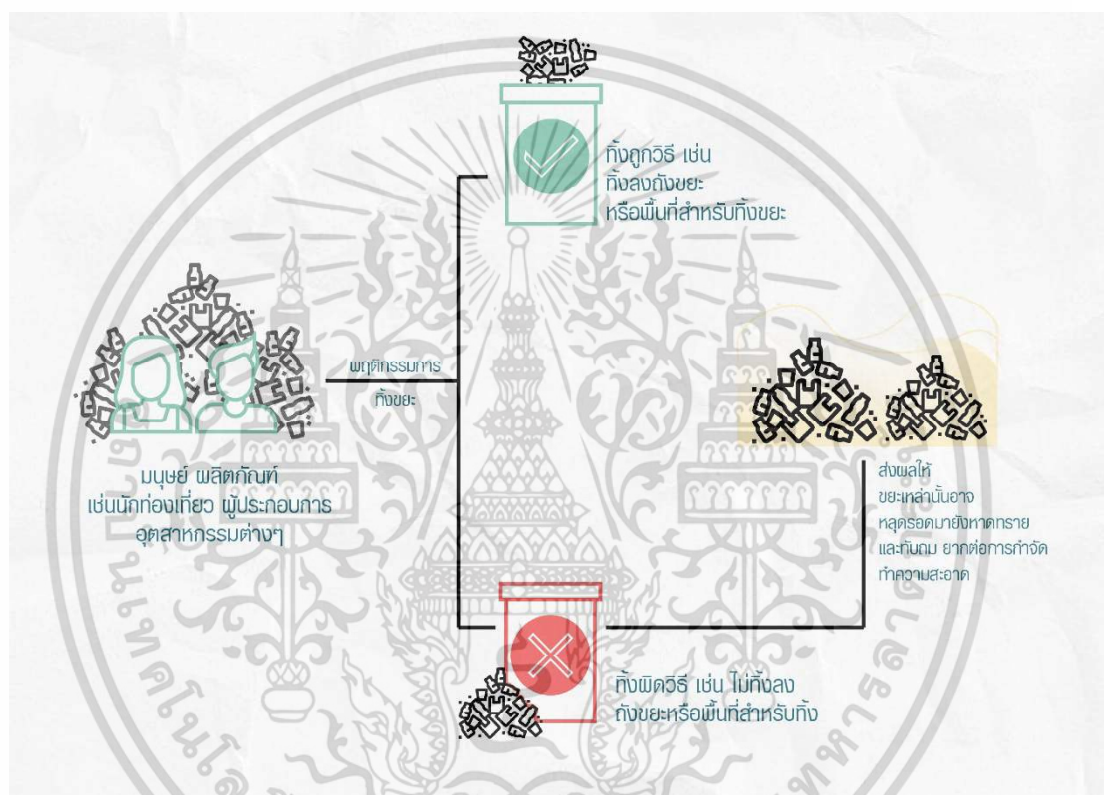 ทิ้งถูกวิธี เช่น
ทิ้งลงถังขยะ
หรือพื้นที่สำหรับทิ้งขยะ
พฤติกรรมการ
ทิ้งขยะ
มนุษย์ ผลิตภัณฑ์
เช่นนักท่องเที่ยว ผู้ประกอบการ
อุตสาหกรรมต่างๆ
ส่งผลให้
ขยะเหล่านั้นอาจ
หลุดรอดมายังหาดทราย
และทับถม ยากต่อการกำจัด
ทำความสะอาด
ทิ้งผิดวิธี เช่น ไม่ทิ้งลง
ถังขยะหรือพื้นที่สำหรับทิ้ง